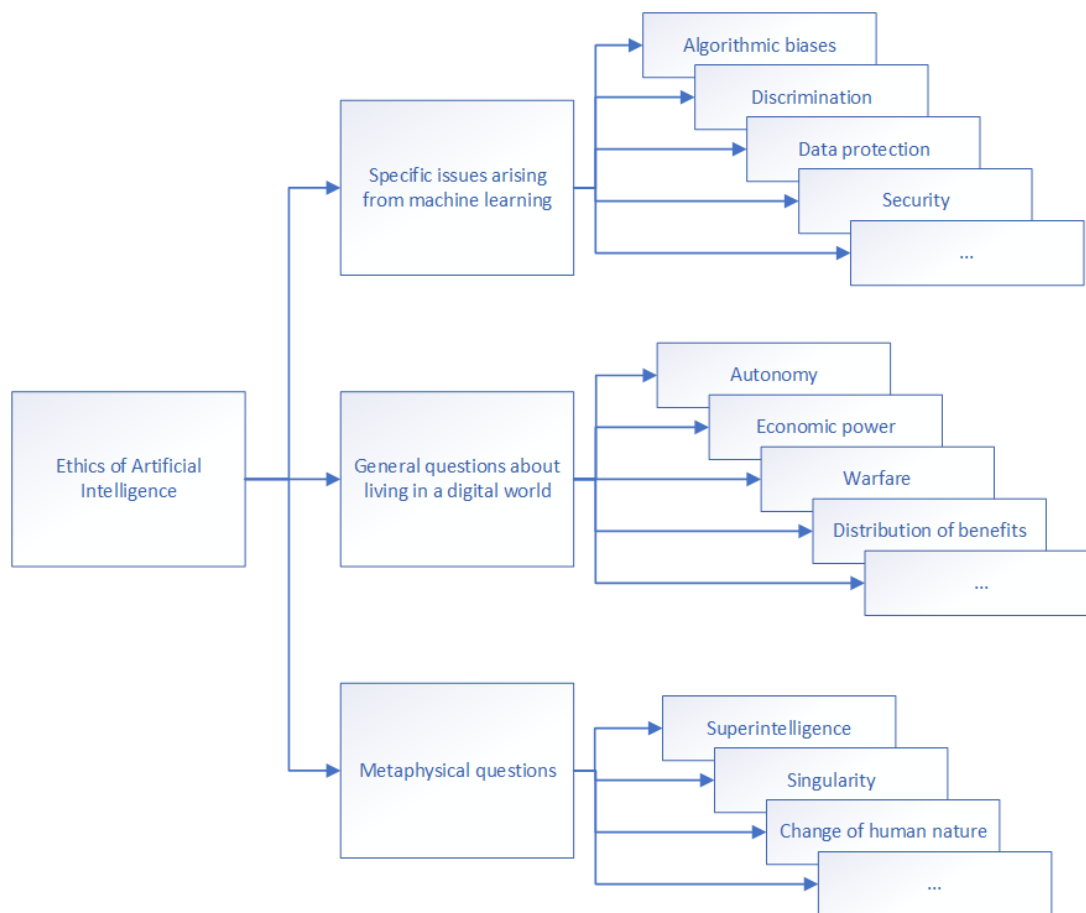 Algorithmic biases
Discrimination
Data protection
Security
...
Specific issues arising
from machine learning
Autonomy
Economic power
Warfare
Distribution of benefits
...
General questions about
living in a digital world
Ethics of Artificial
Intelligence
Superintelligence
Singularity
Change of human nature
...
Metaphysical questions